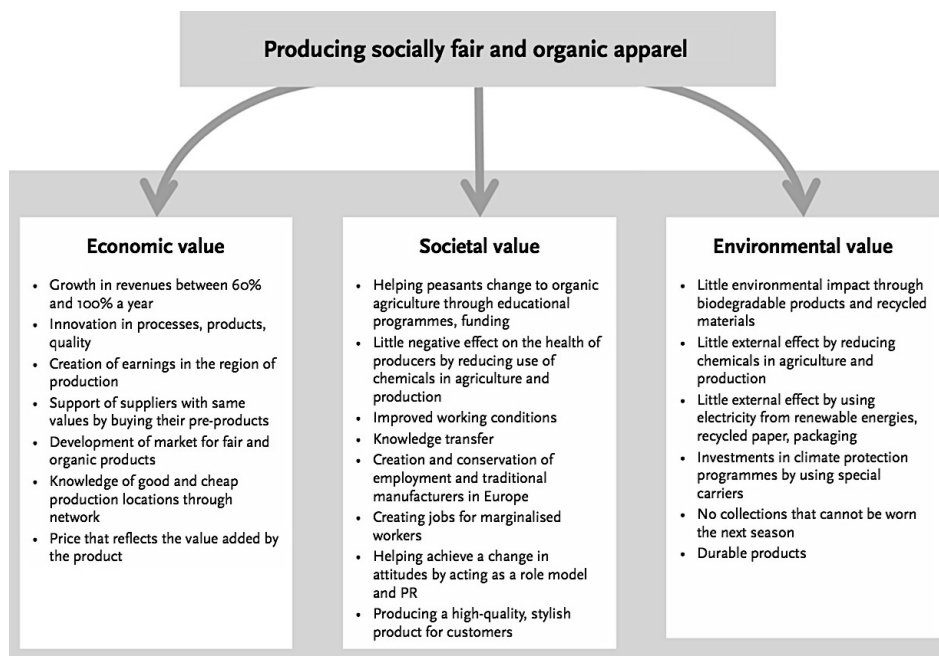 Producing socially fair and organic apparel
Economic value
• Growth in revenues between 60%
and 100% a year
• Innovation in processes, products,
quality
• Creation of earnings in the region of
production
• Support of suppliers with same
values by buying their pre-products
• Development of market for fair and
organic products
• Knowledge of good and cheap
production locations through
network
• Price that reflects the value added by
the product
Societal value
• Helping peasants change to organic
agriculture through educational
programmes, funding
• Little negative effect on the health of
producers by reducing use of
chemicals in agriculture and
production
• Improved working conditions
• Knowledge transfer
• Creation and conservation of
employment and traditional
manufacturers in Europe
• Creating jobs for marginalised
workers
• Helping achieve a change in
attitudes by acting as a role model
and PR
• Producing a high-quality, stylish
product for customers
Environmental value
• Little environmental impact through
biodegradable products and recycled
materials
• Little external effect by reducing
chemicals in agriculture and
production
• Little external effect by using
electricity from renewable energies,
recycled paper, packaging
• Investments in climate protection
programmes by using special
carriers
• No collections that cannot be worn
the next season
• Durable products